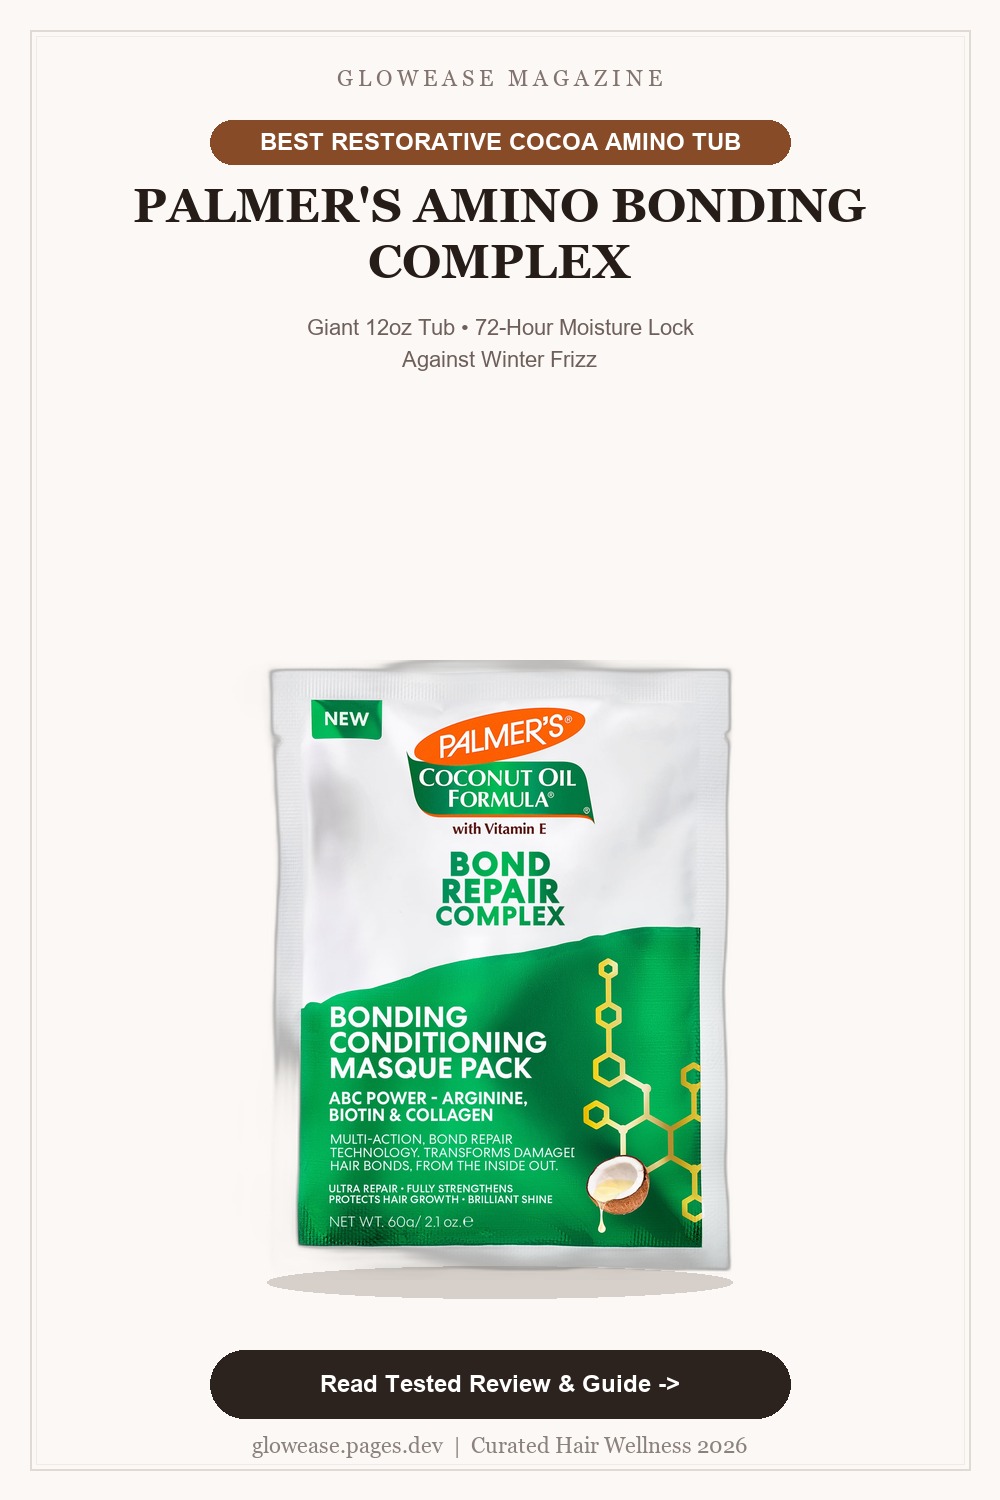 GLOWEASE MAGAZINE
BEST RESTORATIVE COCOA AMINO TUB
PALMER'S AMINO BONDING
COMPLEX
Giant 12oz Tub • 72-Hour Moisture Lock
Against Winter Frizz
NEW
PALMER'S®
COCONUT OIL
FORMULA®
®
with Vitamin E
BOND
REPAIR
COMPLEX
BONDING
CONDITIONING
MASQUE PACK
ABC POWER - ARGININE,
BIOTIN & COLLAGEN
MULTI-ACTION, BOND REPAIR
TECHNOLOGY. TRANSFORMS DAMAGED
HAIR BONDS, FROM THE INSIDE OUT.
ULTRA REPAIR • FULLY STRENGTHENS
PROTECTS HAIR GROWTH • BRILLIANT SHINE
NET WT. 60g/ 2.1 oz.℮
Read Tested Review & Guide ->
glowease.pages.dev | Curated Hair Wellness 2026